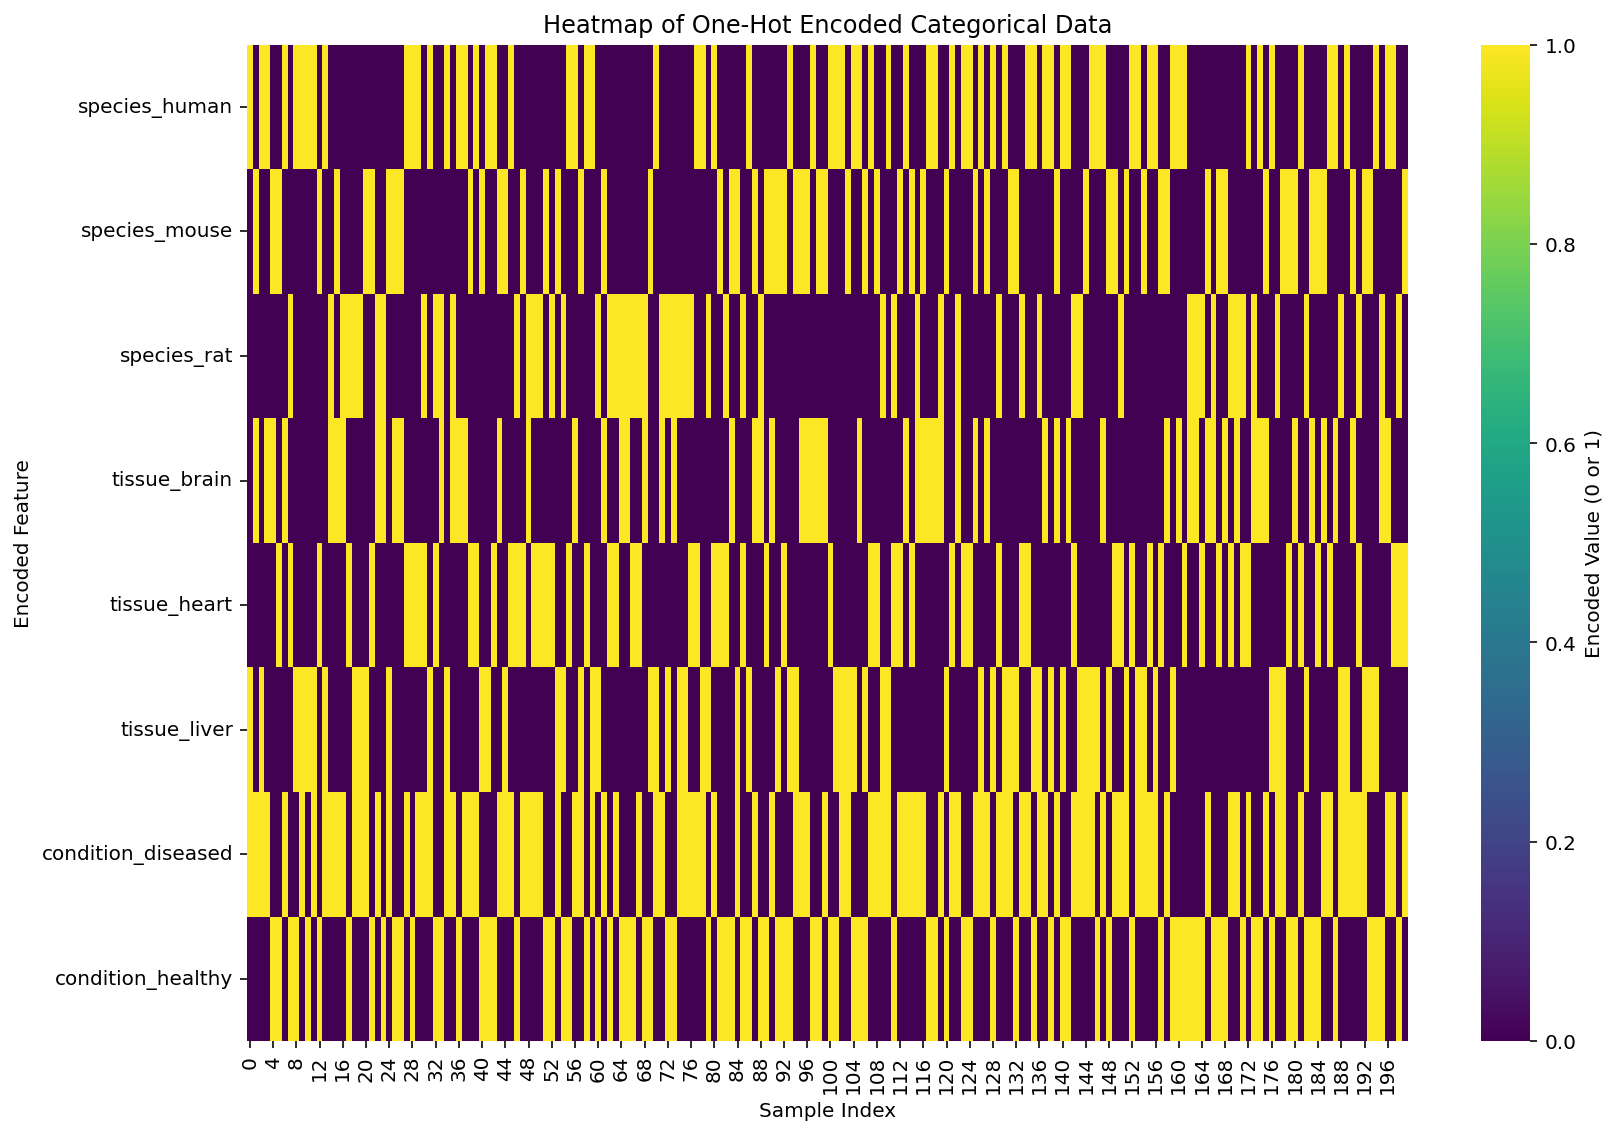 Heatmap of One-Hot Encoded Categorical Data
Encoded Feature
species_human
species_mouse
species_rat
tissue_brain
tissue_heart
tissue_liver
condition_diseased
condition_healthy
0 4 8 12 16 20 24 28 32 36 40 44 48 52 56 60 64 68 72 76 80 84 88 92 96 100 104 108 112 116 120 124 128 132 136 140 144 148 152 156 160 164 168 172 176 180 184 188 192 196
Sample Index
1.0
0.8
0.6
0.4
0.2
0.0
Encoded Value (0 or 1)